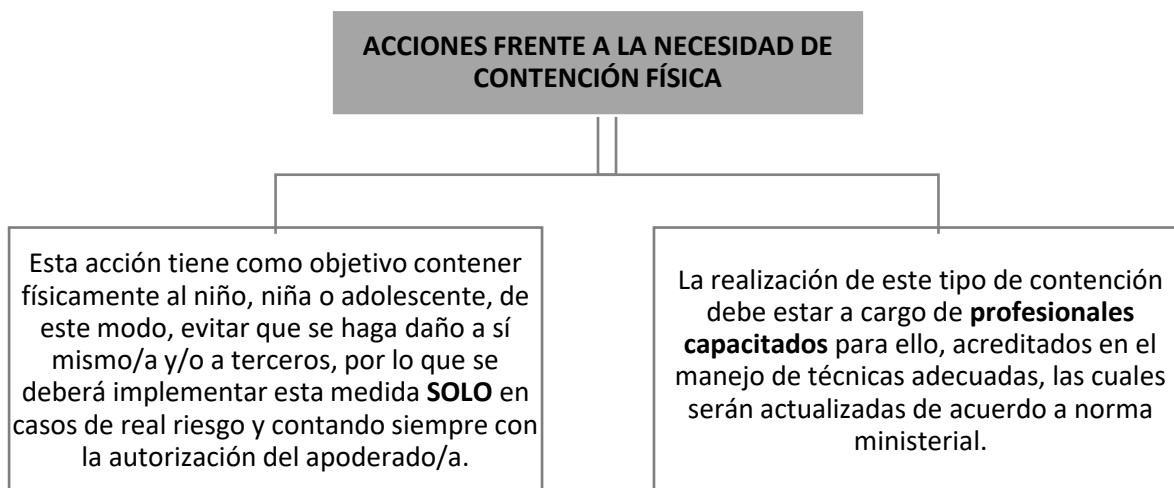 ACCIONES FRENTE A LA NECESIDAD DE
CONTENCIÓN FÍSICA
Esta acción tiene como objetivo contener
físicamente al niño, niña o adolescente, de
este modo, evitar que se haga daño a sí
mismo/a y/o a terceros, por lo que se
deberá implementar esta medida SOLO en
casos de real riesgo y contando siempre con
la autorización del apoderado/a.
La realización de este tipo de contención
debe estar a cargo de profesionales
capacitados para ello, acreditados en el
manejo de técnicas adecuadas, las cuales
serán actualizadas de acuerdo a norma
ministerial.